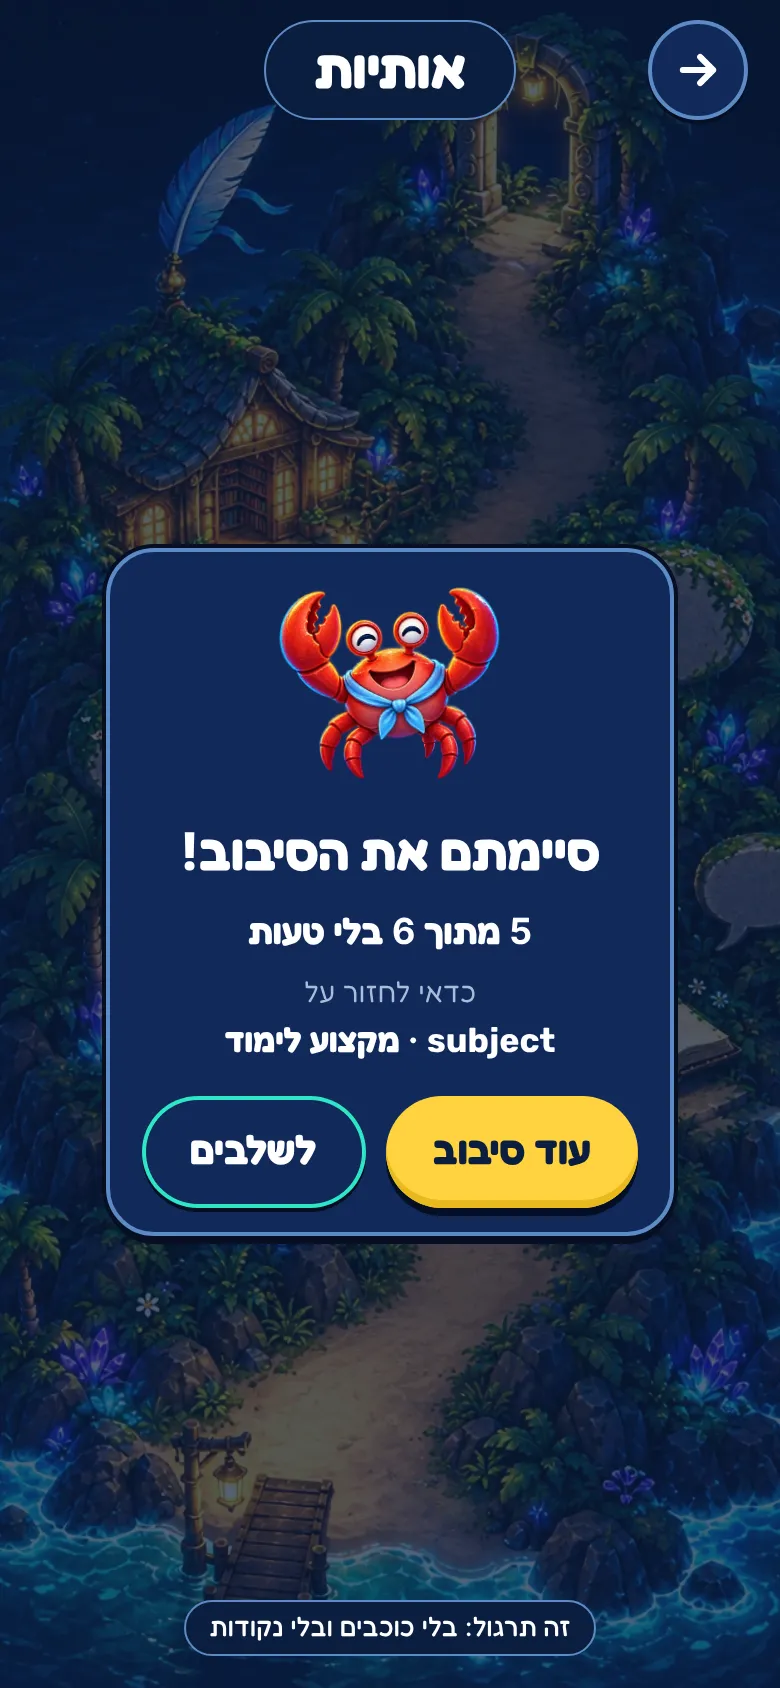 אותיות
סיימתם את הסיבוב!
5 מתוך 6 בלי טעות
כדאי לחזור על
subject · מקצוע לימוד
עוד סיבוב
לשלבים
זה תרגול: בלי כוכבים ובלי נקודות